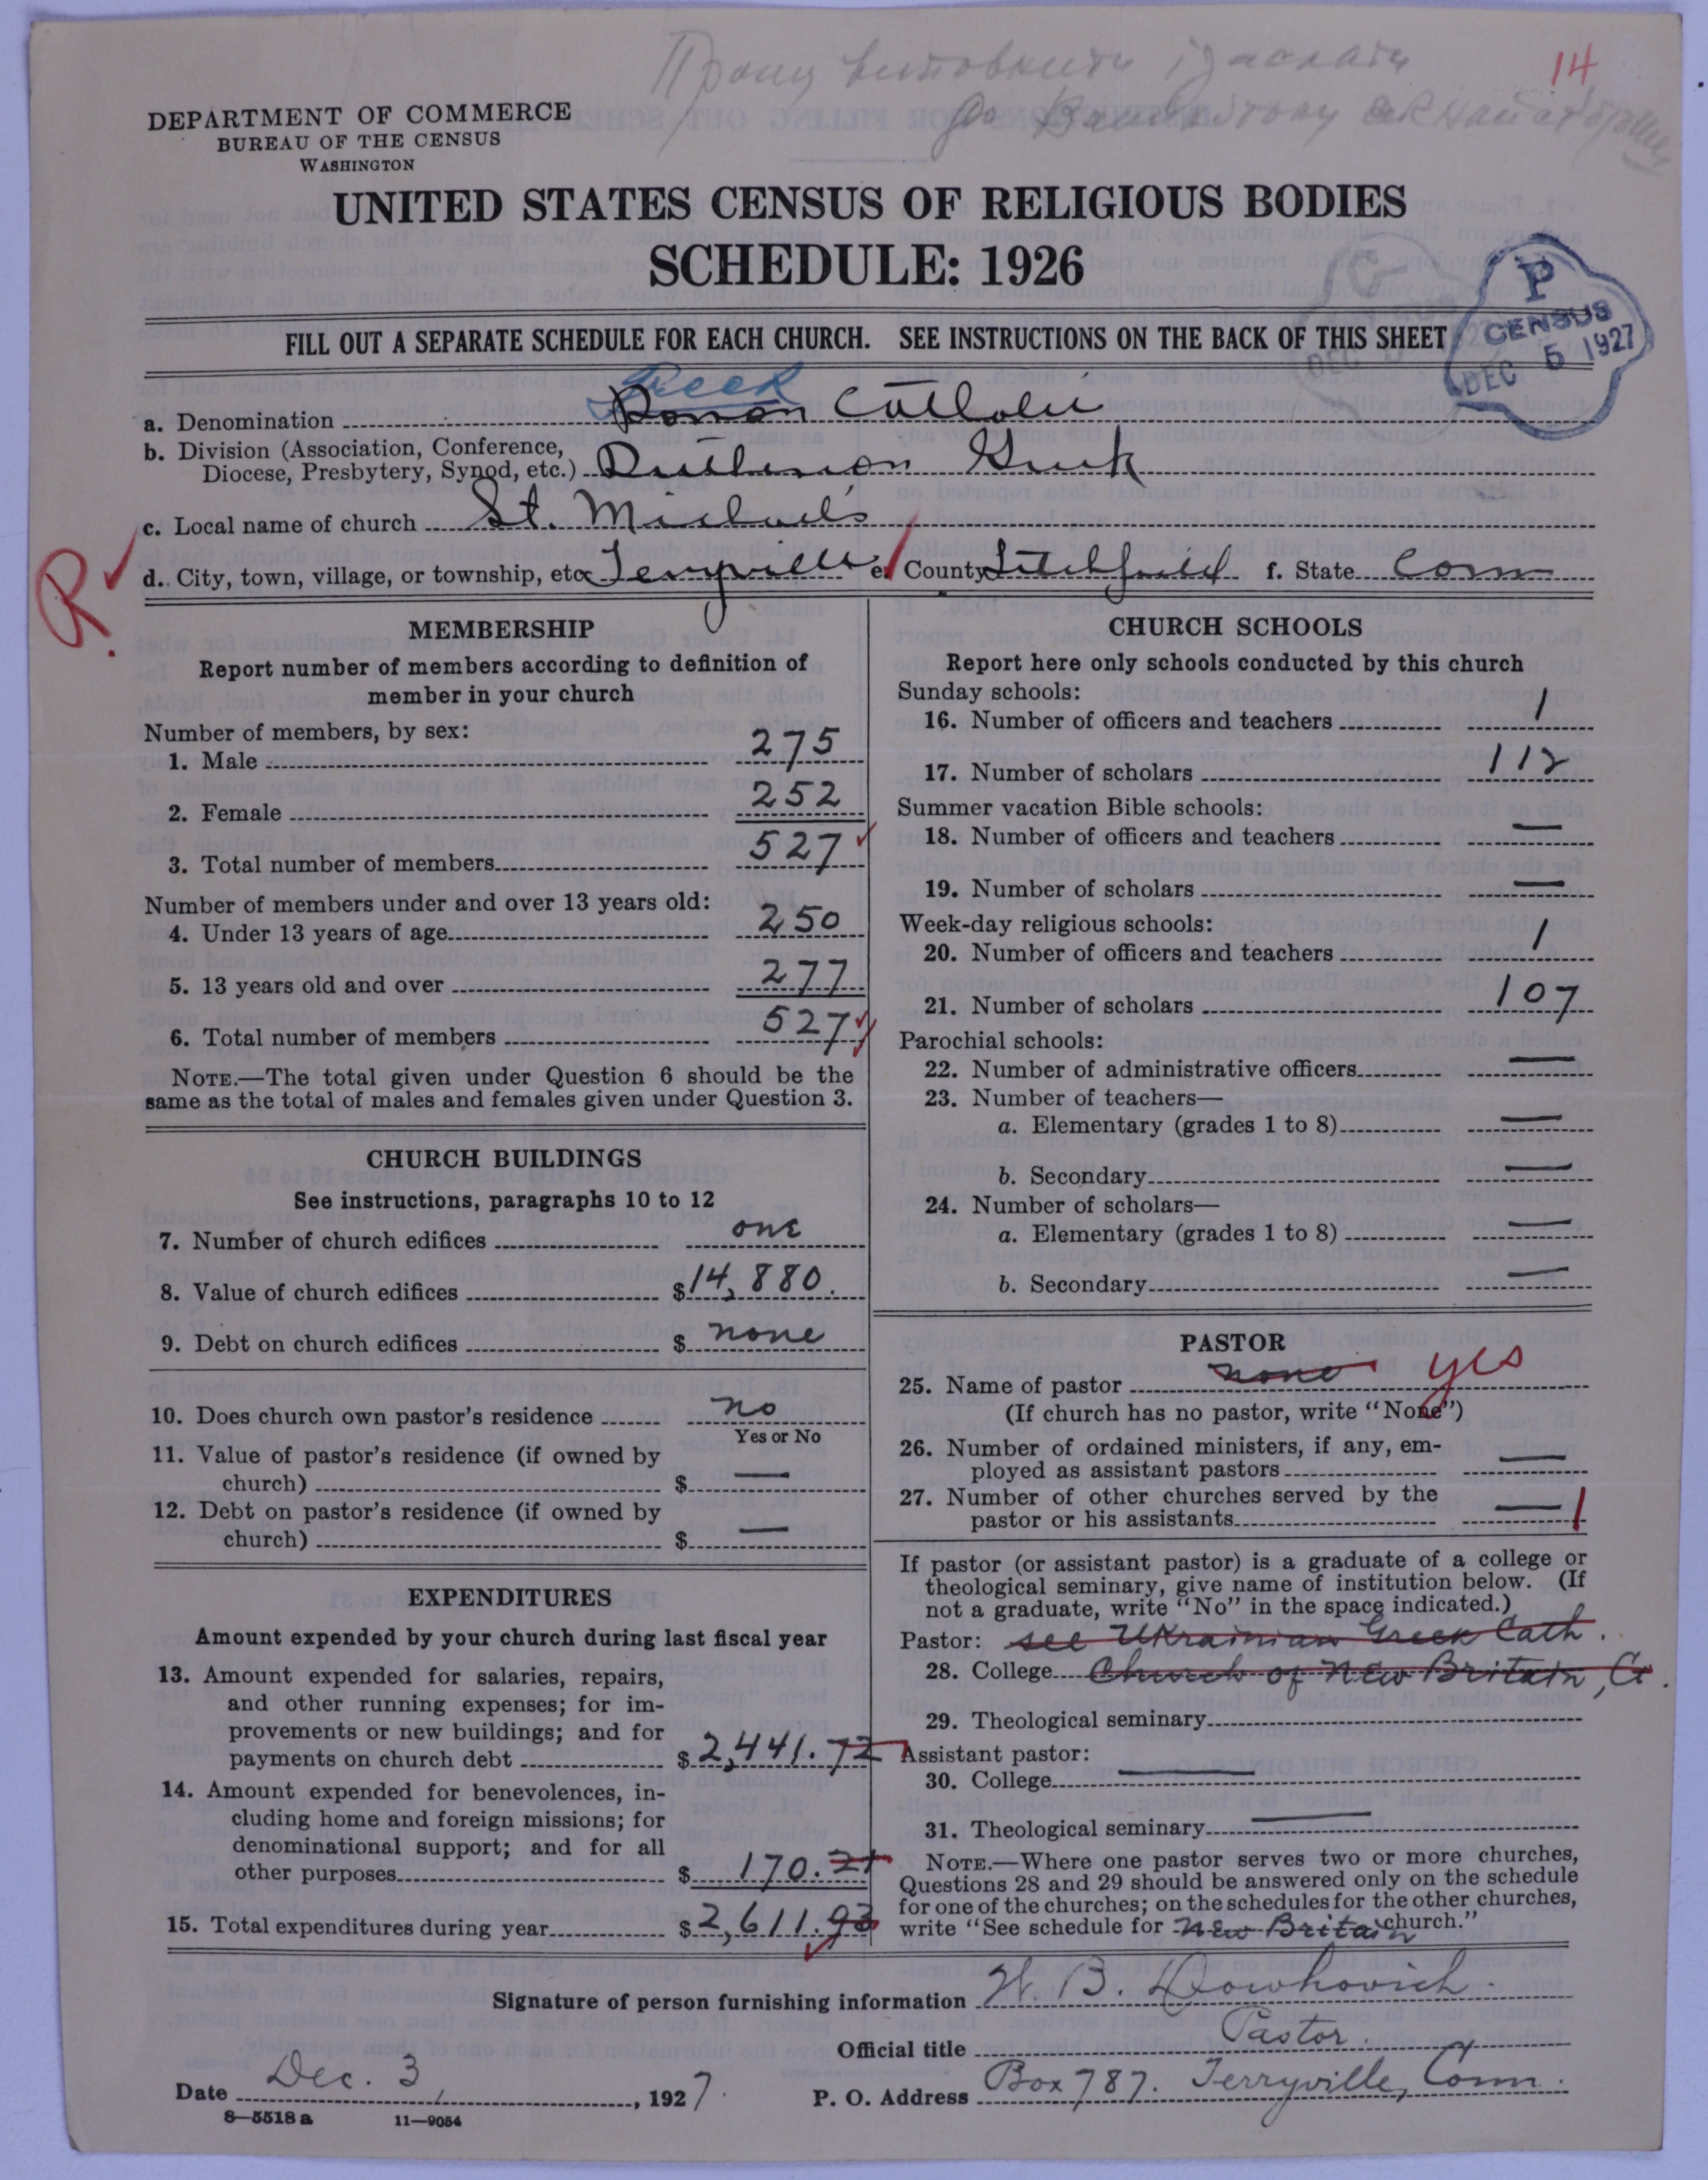 Прошу виповнити і заслати
до
14
DEPARTMENT OF COMMERCE
BUREAU OF THE CENSUS
WASHINGTON
UNITED STATES CENSUS OF RELIGIOUS BODIES
SCHEDULE: 1926
P
CENSUS
DEC 5 1927
FILL OUT A SEPARATE SCHEDULE FOR EACH CHURCH. SEE INSTRUCTIONS ON THE BACK OF THIS SHEET
Greek
a. Denomination Roman Catholic
b. Division (Association, Conference,
Diocese, Presbytery, Synod, etc.) Ruthenian Greek
c. Local name of church St. Michael's
R.
d. City, town, village, or township, etc. Terryville e. County Litchfield f. State Conn
MEMBERSHIP
Report number of members according to definition of
member in your church
Number of members, by sex:
1. Male 275
2. Female 252
3. Total number of members 527
Number of members under and over 13 years old:
4. Under 13 years of age 250
5. 13 years old and over 277
6. Total number of members 527
NOTE.—The total given under Question 6 should be the
same as the total of males and females given under Question 3.
CHURCH BUILDINGS
See instructions, paragraphs 10 to 12
7. Number of church edifices one
8. Value of church edifices $14,880.
9. Debt on church edifices $ none
10. Does church own pastor's residence no
Yes or No
11. Value of pastor's residence (if owned by
church) $ —
12. Debt on pastor's residence (if owned by
church) $ —
EXPENDITURES
Amount expended by your church during last fiscal year
13. Amount expended for salaries, repairs,
and other running expenses; for im-
provements or new buildings; and for
payments on church debt $ 2,441.72
14. Amount expended for benevolences, in-
cluding home and foreign missions; for
denominational support; and for all
other purposes $ 170.21
15. Total expenditures during year $ 2,611.93
CHURCH SCHOOLS
Report here only schools conducted by this church
Sunday schools:
16. Number of officers and teachers 1
17. Number of scholars 112
Summer vacation Bible schools:
18. Number of officers and teachers —
19. Number of scholars —
Week-day religious schools:
20. Number of officers and teachers 1
21. Number of scholars 107
Parochial schools:
22. Number of administrative officers —
23. Number of teachers—
a. Elementary (grades 1 to 8) —
b. Secondary —
24. Number of scholars—
a. Elementary (grades 1 to 8) —
b. Secondary —
PASTOR
25. Name of pastor none yes
(If church has no pastor, write "None")
26. Number of ordained ministers, if any, em-
ployed as assistant pastors —
27. Number of other churches served by the
pastor or his assistants — 1
If pastor (or assistant pastor) is a graduate of a college or
theological seminary, give name of institution below. (If
not a graduate, write "No" in the space indicated.)
Pastor: see Ukrainian Greek Cath.
28. College Church of New Britain, Ct.
29. Theological seminary
Assistant pastor:
30. College —
31. Theological seminary —
NOTE.—Where one pastor serves two or more churches,
Questions 28 and 29 should be answered only on the schedule
for one of the churches; on the schedules for the other churches,
write "See schedule for New Britain church."
Signature of person furnishing information W. B. Dowhovich.
Official title Pastor.
Date Dec. 3, 1927. P. O. Address Box 787. Terryville, Conn.
8—5518 a 11—9054